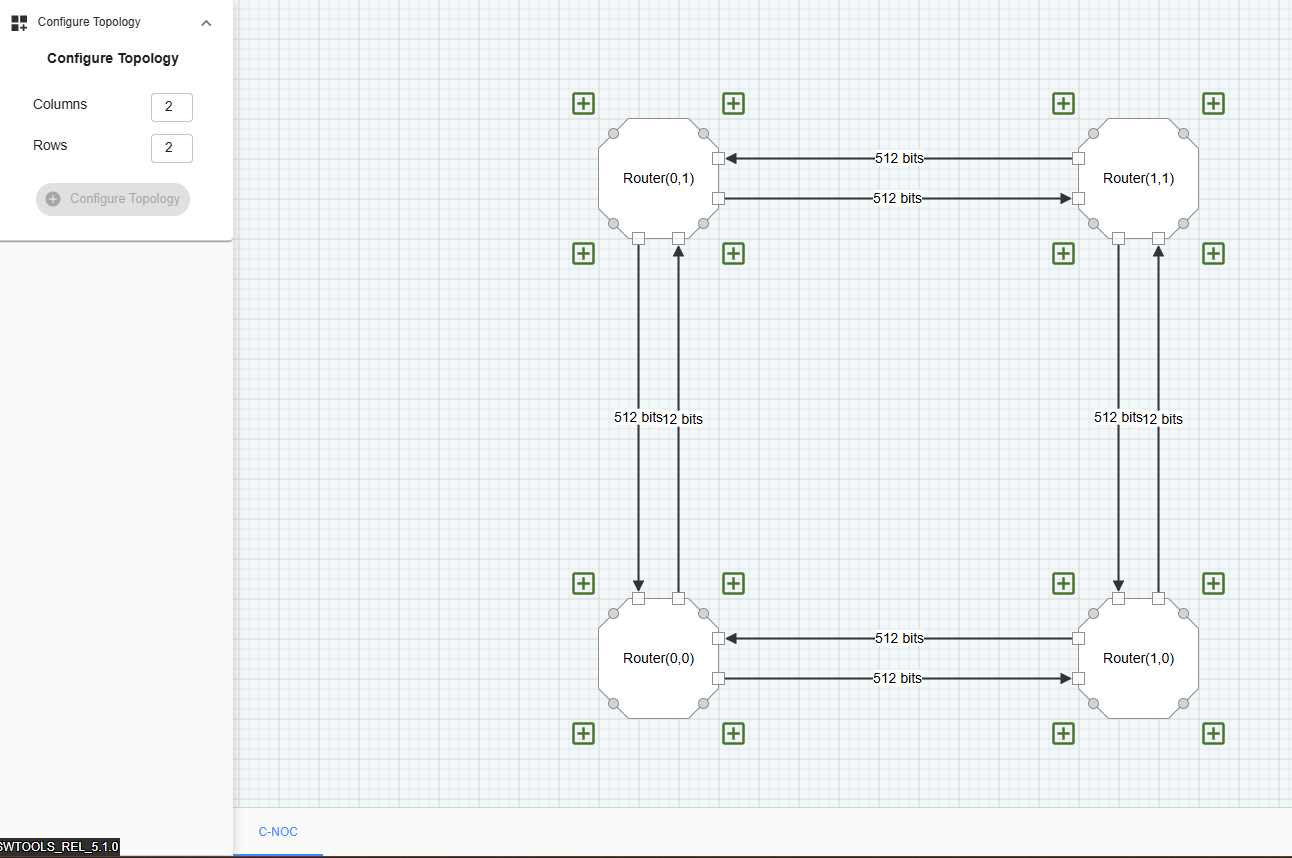 Configure Topology
Configure Topology
Columns 2
Rows 2
Configure Topology
512 bits
Router(0,1)
Router(1,1)
512 bits
512 bits
12 bits
512 bits
12 bits
512 bits
Router(0,0)
Router(1,0)
512 bits
C-NOC
SWTOOLS_REL_5.1.0